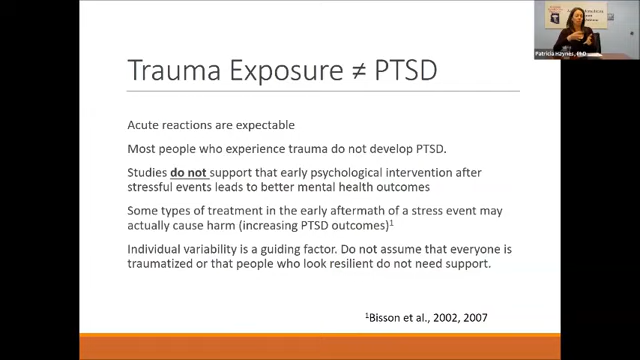 Trauma Exposure ≠ PTSD
Acute reactions are expectable
Most people who experience trauma do not develop PTSD.
Studies do not support that early psychological intervention after
stressful events leads to better mental health outcomes
Some types of treatment in the early aftermath of a stress event may
actually cause harm (increasing PTSD outcomes)¹
Individual variability is a guiding factor. Do not assume that everyone is
traumatized or that people who look resilient do not need support.
¹Bisson et al., 2002, 2007
Patricia Haynes, PhD